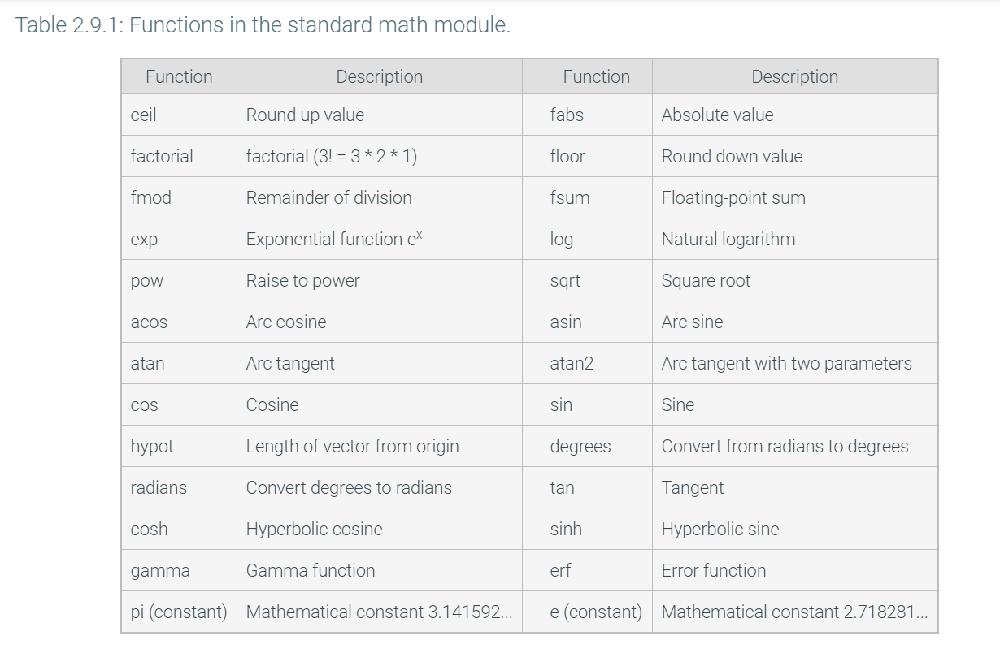 Table 2.9.1: Functions in the standard math module.
Function Description Function Description
ceil Round up value fabs Absolute value
factorial factorial (3! = 3 * 2 * 1) floor Round down value
fmod Remainder of division fsum Floating-point sum
exp Exponential function eˣ log Natural logarithm
pow Raise to power sqrt Square root
acos Arc cosine asin Arc sine
atan Arc tangent atan2 Arc tangent with two parameters
cos Cosine sin Sine
hypot Length of vector from origin degrees Convert from radians to degrees
radians Convert degrees to radians tan Tangent
cosh Hyperbolic cosine sinh Hyperbolic sine
gamma Gamma function erf Error function
pi (constant) Mathematical constant 3.141592... e (constant) Mathematical constant 2.718281...